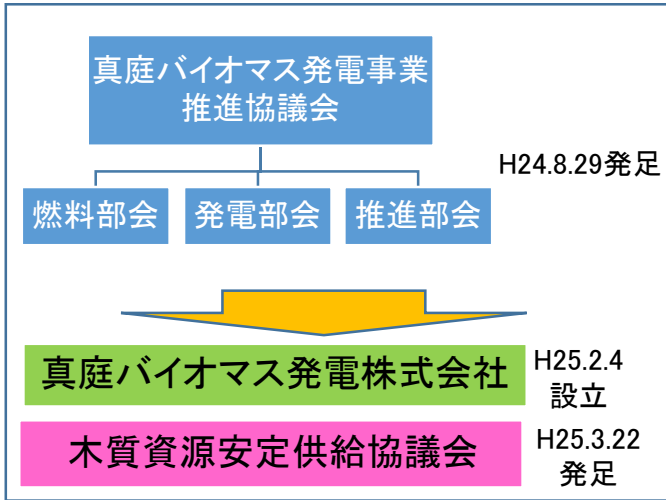 真庭バイオマス発電事業
推進協議会
H24.8.29発足
燃料部会
発電部会
推進部会
真庭バイオマス発電株式会社
H25.2.4
設立
木質資源安定供給協議会
H25.3.22
発足